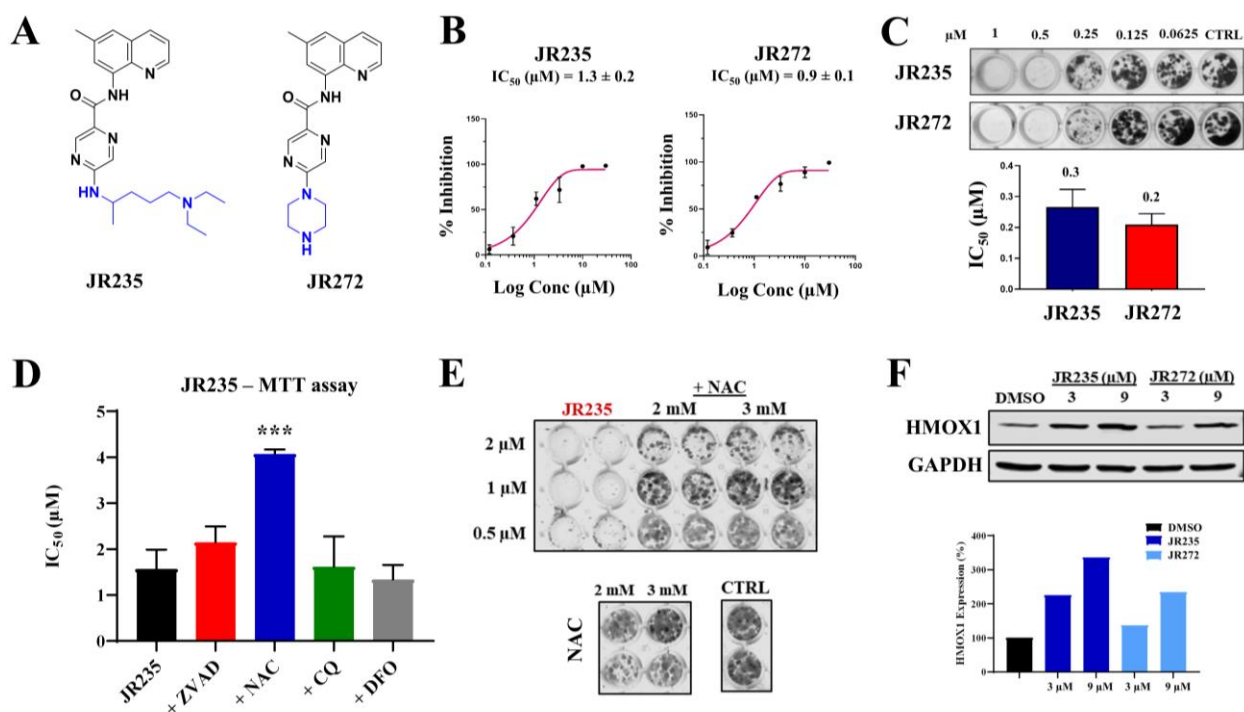 A
N
NH
O
N
N
HN
N
JR235
N
NH
O
N
N
N
N
H
JR272
B
JR235
IC50 (µM) = 1.3 ± 0.2
% Inhibition
150
100
50
0
0.1 1 10 100
Log Conc (µM)
JR272
IC50 (µM) = 0.9 ± 0.1
% Inhibition
150
100
50
0
0.1 1 10 100
Log Conc (µM)
C
µM 1 0.5 0.25 0.125 0.0625 CTRL
JR235
JR272
IC50 (µM)
0.4
0.3
0.2
0.1
0.0
0.3
0.2
JR235 JR272
D
JR235 – MTT assay
IC50 (µM)
5
4
3
2
1
0
***
JR235 + ZVAD + NAC + CQ + DFO
E
+ NAC
JR235 2 mM 3 mM
2 µM
1 µM
0.5 µM
2 mM 3 mM CTRL
NAC
F
JR235 (µM) JR272 (µM)
DMSO 3 9 3 9
HMOX1
GAPDH
DMSO
JR235
JR272
HMOX1 Expression (%)
400
300
200
100
0
3 µM 9 µM 3 µM 9 µM